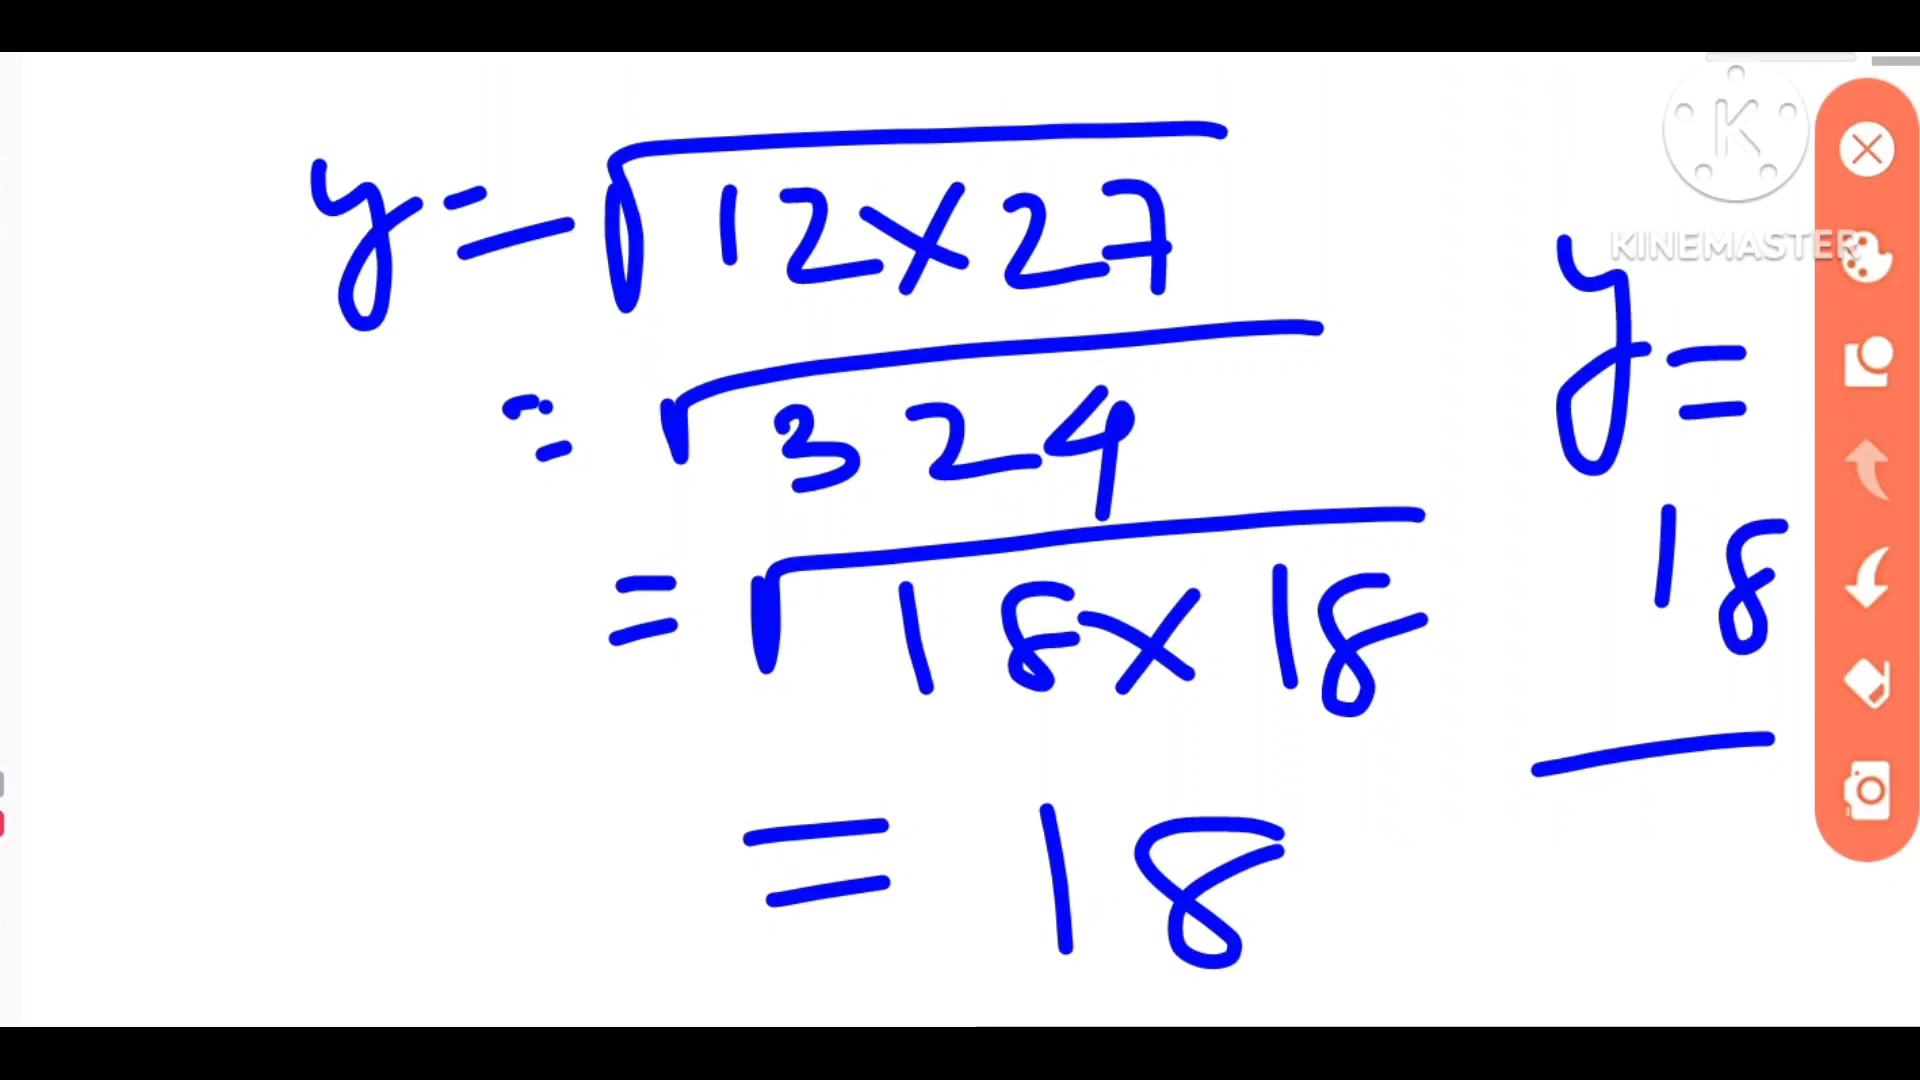 y = √12×27
= √324
= √18×18
= 18
y =
18
K
KINEMASTER